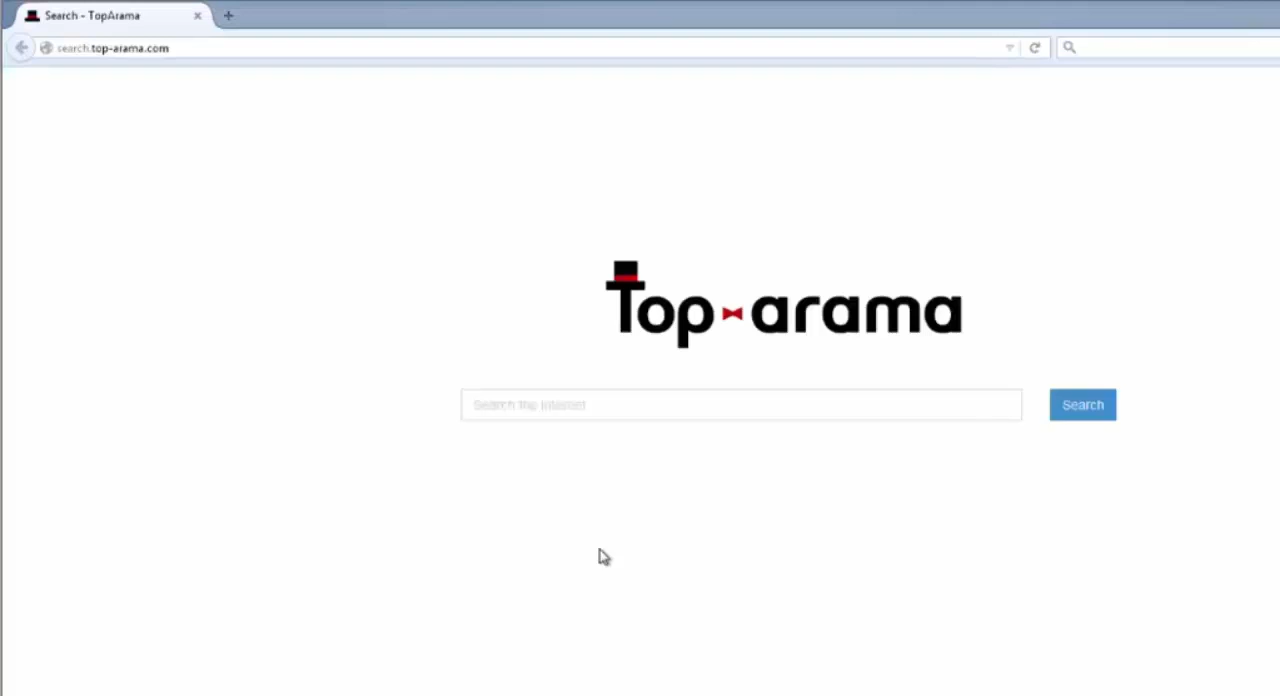 Search - TopArama
search.top-arama.com
Top-arama
Search the Internet
Search